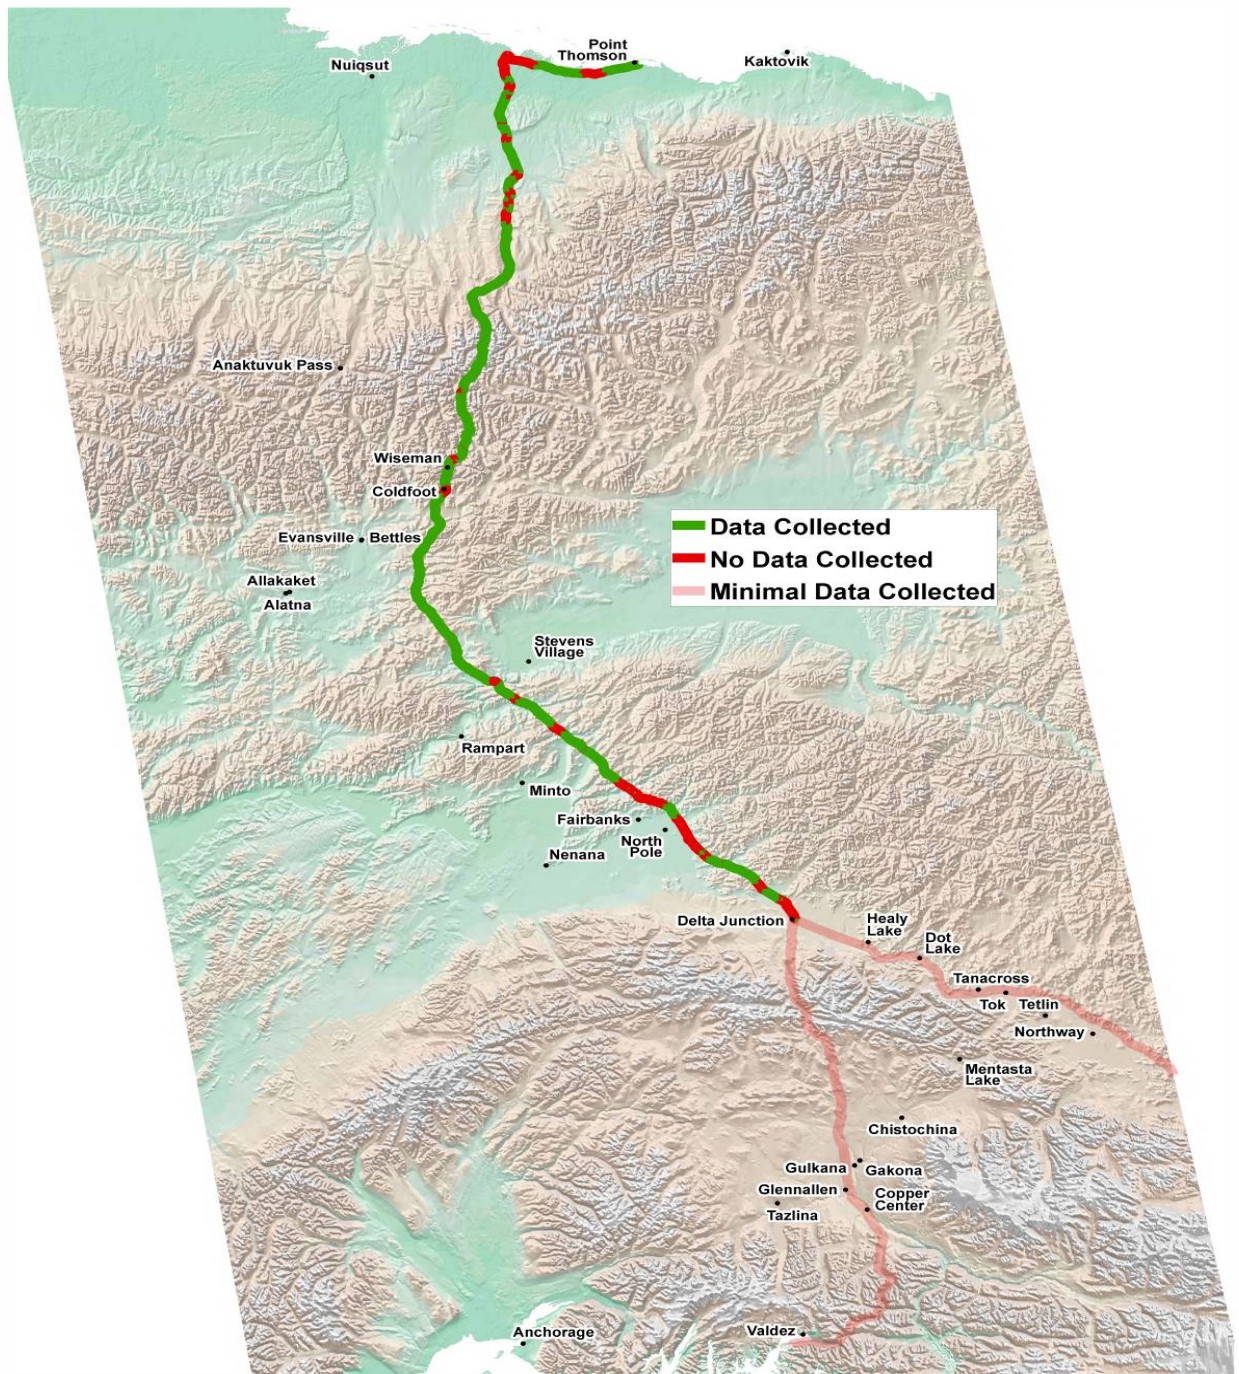 Point
Thomson
Kaktovik
Nuiqsut
Anaktuvuk Pass
Wiseman
Coldfoot
Evansville
Bettles
Allakaket
Alatna
Data Collected
No Data Collected
Minimal Data Collected
Stevens
Village
Rampart
Minto
Fairbanks
North
Pole
Nenana
Delta Junction
Healy
Lake
Dot
Lake
Tanacross
Tok
Tetlin
Northway
Mentasta
Lake
Chistochina
Gulkana
Gakona
Glennallen
Copper
Center
Tazlina
Valdez
Anchorage